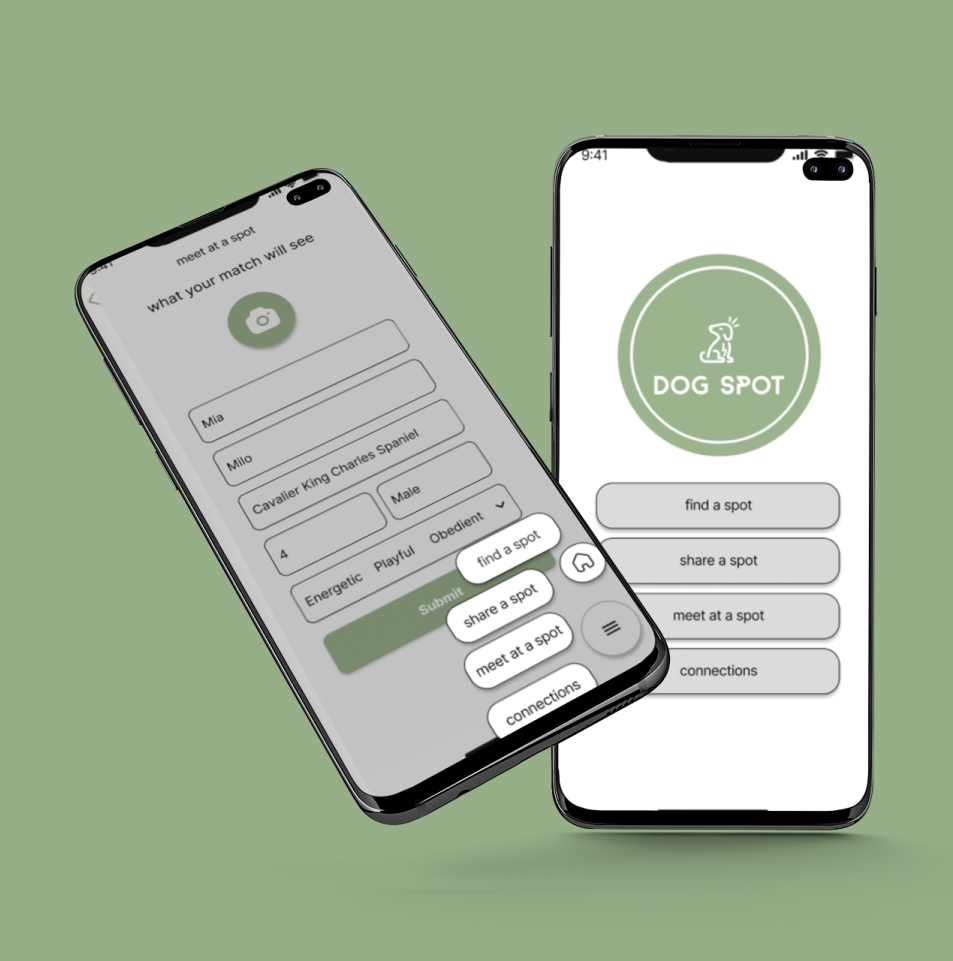 9:41
meet at a spot
what your match will see
Mia
Milo
Cavalier King Charles Spaniel
4
Male
Energetic Playful Obedient
Submit
find a spot
share a spot
meet at a spot
connections
9:41
DOG SPOT
find a spot
share a spot
meet at a spot
connections